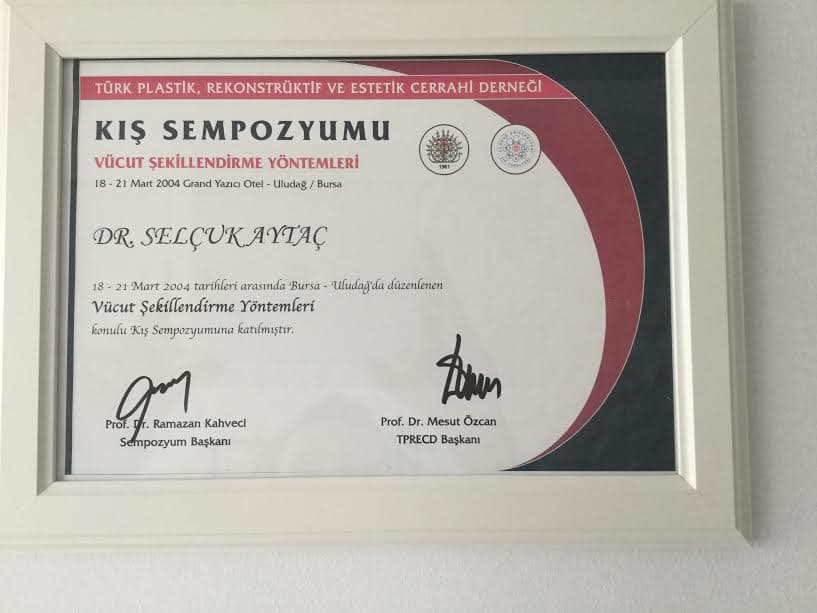 TÜRK PLASTİK, REKONSTRÜKTİF VE ESTETİK CERRAHİ DERNEĞİ
KIŞ SEMPOZYUMU
VÜCUT ŞEKİLLENDİRME YÖNTEMLERİ
18 - 21 Mart 2004 Grand Yazıcı Otel - Uludağ / Bursa
1961
DR. SELÇUK AYTAÇ
18 - 21 Mart 2004 tarihleri arasında Bursa - Uludağ'da düzenlenen
Vücut Şekillendirme Yöntemleri
konulu Kış Sempozyumuna katılmıştır.
Prof. Dr. Ramazan Kahveci
Sempozyum Başkanı
Prof. Dr. Mesut Özcan
TPRECD Başkanı